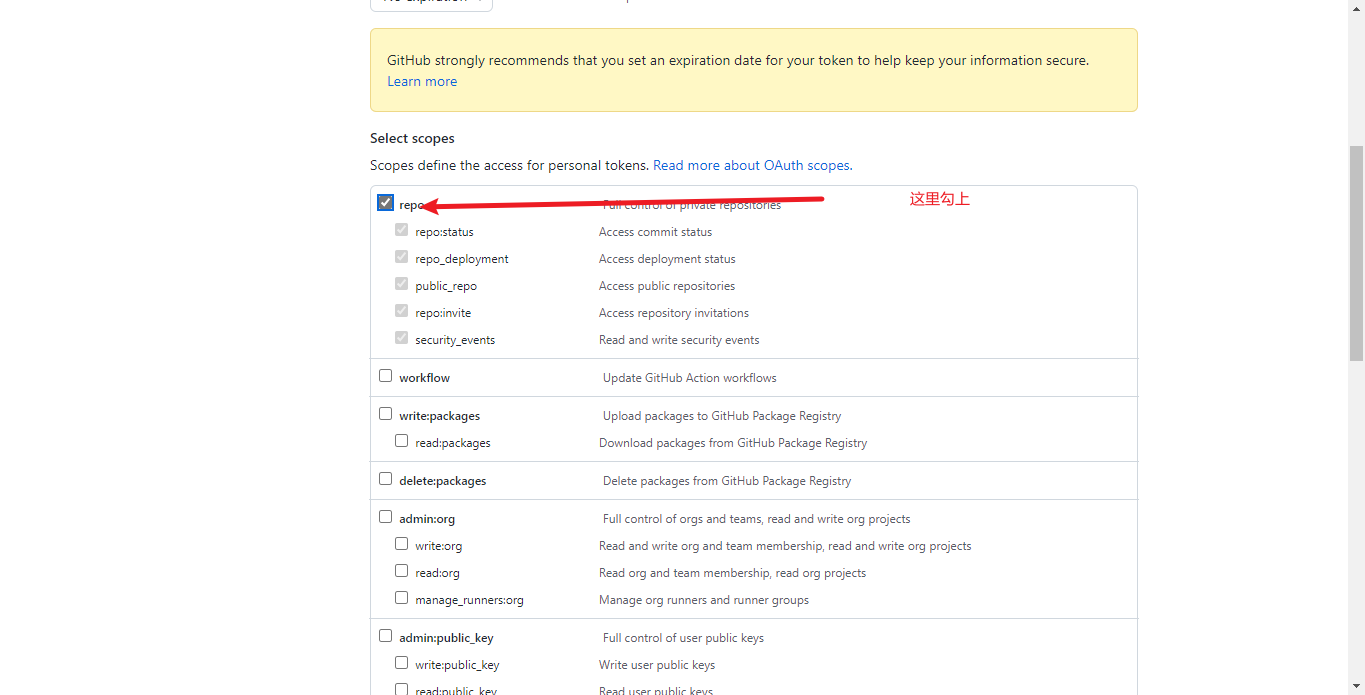 GitHub strongly recommends that you set an expiration date for your token to help keep your information secure.
Learn more
Select scopes
Scopes define the access for personal tokens. Read more about OAuth scopes.
repo Full control of private repositories 这里勾上
repo:status Access commit status
repo_deployment Access deployment status
public_repo Access public repositories
repo:invite Access repository invitations
security_events Read and write security events
workflow Update GitHub Action workflows
write:packages Upload packages to GitHub Package Registry
read:packages Download packages from GitHub Package Registry
delete:packages Delete packages from GitHub Package Registry
admin:org Full control of orgs and teams, read and write org projects
write:org Read and write org and team membership, read and write org projects
read:org Read org and team membership, read org projects
manage_runners:org Manage org runners and runner groups
admin:public_key Full control of user public keys
write:public_key Write user public keys
read:public_key Read user public keys